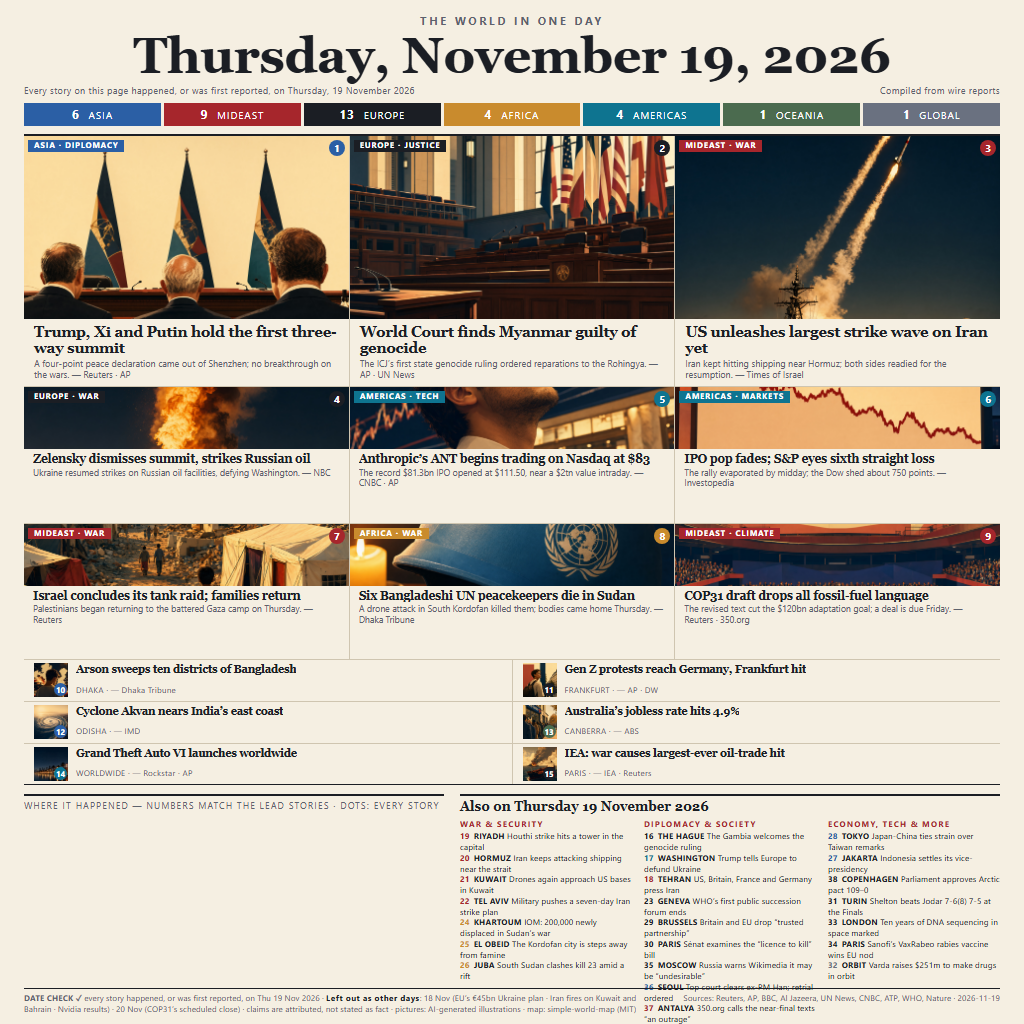 THE WORLD IN ONE DAY
Thursday, November 19, 2026
Every story on this page happened, or was first reported, on Thursday, 19 November 2026
Compiled from wire reports
6 ASIA
9 MIDEAST
13 EUROPE
4 AFRICA
4 AMERICAS
1 OCEANIA
1 GLOBAL
ASIA · DIPLOMACY
1
Trump, Xi and Putin hold the first three-
way summit
A four-point peace declaration came out of Shenzhen; no breakthrough on
the wars. — Reuters · AP
EUROPE · JUSTICE
2
World Court finds Myanmar guilty of
genocide
The ICJ's first state genocide ruling ordered reparations to the Rohingya. —
AP · UN News
MIDEAST · WAR
3
US unleashes largest strike wave on Iran
yet
Iran kept hitting shipping near Hormuz; both sides readied for the
resumption. — Times of Israel
EUROPE · WAR
4
Zelensky dismisses summit, strikes Russian oil
Ukraine resumed strikes on Russian oil facilities, defying Washington. — NBC
AMERICAS · TECH
5
Anthropic's ANT begins trading on Nasdaq at $83
The record $81.3bn IPO opened at $111.50, near a $2tn value intraday. —
CNBC · AP
AMERICAS · MARKETS
6
IPO pop fades; S&P eyes sixth straight loss
The rally evaporated by midday; the Dow shed about 750 points. —
Investopedia
MIDEAST · WAR
7
Israel concludes its tank raid; families return
Palestinians began returning to the battered Gaza camp on Thursday. —
Reuters
AFRICA · WAR
8
Six Bangladeshi UN peacekeepers die in Sudan
A drone attack in South Kordofan killed them; bodies came home Thursday. —
Dhaka Tribune
MIDEAST · CLIMATE
9
COP31 draft drops all fossil-fuel language
The revised text cut the $120bn adaptation goal; a deal is due Friday. —
Reuters · 350.org
10
Arson sweeps ten districts of Bangladesh
DHAKA · — Dhaka Tribune
11
Gen Z protests reach Germany, Frankfurt hit
FRANKFURT · — AP · DW
12
Cyclone Akvan nears India's east coast
ODISHA · — IMD
13
Australia's jobless rate hits 4.9%
CANBERRA · — ABS
14
Grand Theft Auto VI launches worldwide
WORLDWIDE · — Rockstar · AP
15
IEA: war causes largest-ever oil-trade hit
PARIS · — IEA · Reuters
WHERE IT HAPPENED — NUMBERS MATCH THE LEAD STORIES · DOTS: EVERY STORY
Also on Thursday 19 November 2026
WAR & SECURITY
19 RIYADH Houthi strike hits a tower in the
capital
20 HORMUZ Iran keeps attacking shipping
near the strait
21 KUWAIT Drones again approach US bases
in Kuwait
22 TEL AVIV Military pushes a seven-day Iran
strike plan
24 KHARTOUM IOM: 200,000 newly
displaced in Sudan's war
25 EL OBEID The Kordofan city is steps away
from famine
26 JUBA South Sudan clashes kill 23 amid a
rift
DIPLOMACY & SOCIETY
16 THE HAGUE The Gambia welcomes the
genocide ruling
17 WASHINGTON Trump tells Europe to
defund Ukraine
18 TEHRAN US, Britain, France and Germany
press Iran
23 GENEVA WHO's first public succession
forum ends
29 BRUSSELS Britain and EU drop "trusted
partnership"
30 PARIS Sénat examines the "licence to kill"
bill
35 MOSCOW Russia warns Wikimedia it may
be "undesirable"
36 SEOUL Top court clears ex-PM Han; retrial
ordered
37 ANTALYA 350.org calls the near-final texts
"an outrage"
ECONOMY, TECH & MORE
28 TOKYO Japan-China ties strain over
Taiwan remarks
27 JAKARTA Indonesia settles its vice-
presidency
38 COPENHAGEN Parliament approves Arctic
pact 109–0
31 TURIN Shelton beats Jodar 7-6(8) 7-5 at
the Finals
33 LONDON Ten years of DNA sequencing in
space marked
34 PARIS Sanofi's VaxRabeo rabies vaccine
wins EU nod
32 ORBIT Varda raises $251m to make drugs
in orbit
DATE CHECK ✓ every story happened, or was first reported, on Thu 19 Nov 2026 · Left out as other days: 18 Nov (EU's €45bn Ukraine plan · Iran fires on Kuwait and
Bahrain · Nvidia results) · 20 Nov (COP31's scheduled close) · claims are attributed, not stated as fact · pictures: AI-generated illustrations · map: simple-world-map (MIT)
Sources: Reuters, AP, BBC, Al Jazeera, UN News, CNBC, ATP, WHO, Nature · 2026-11-19